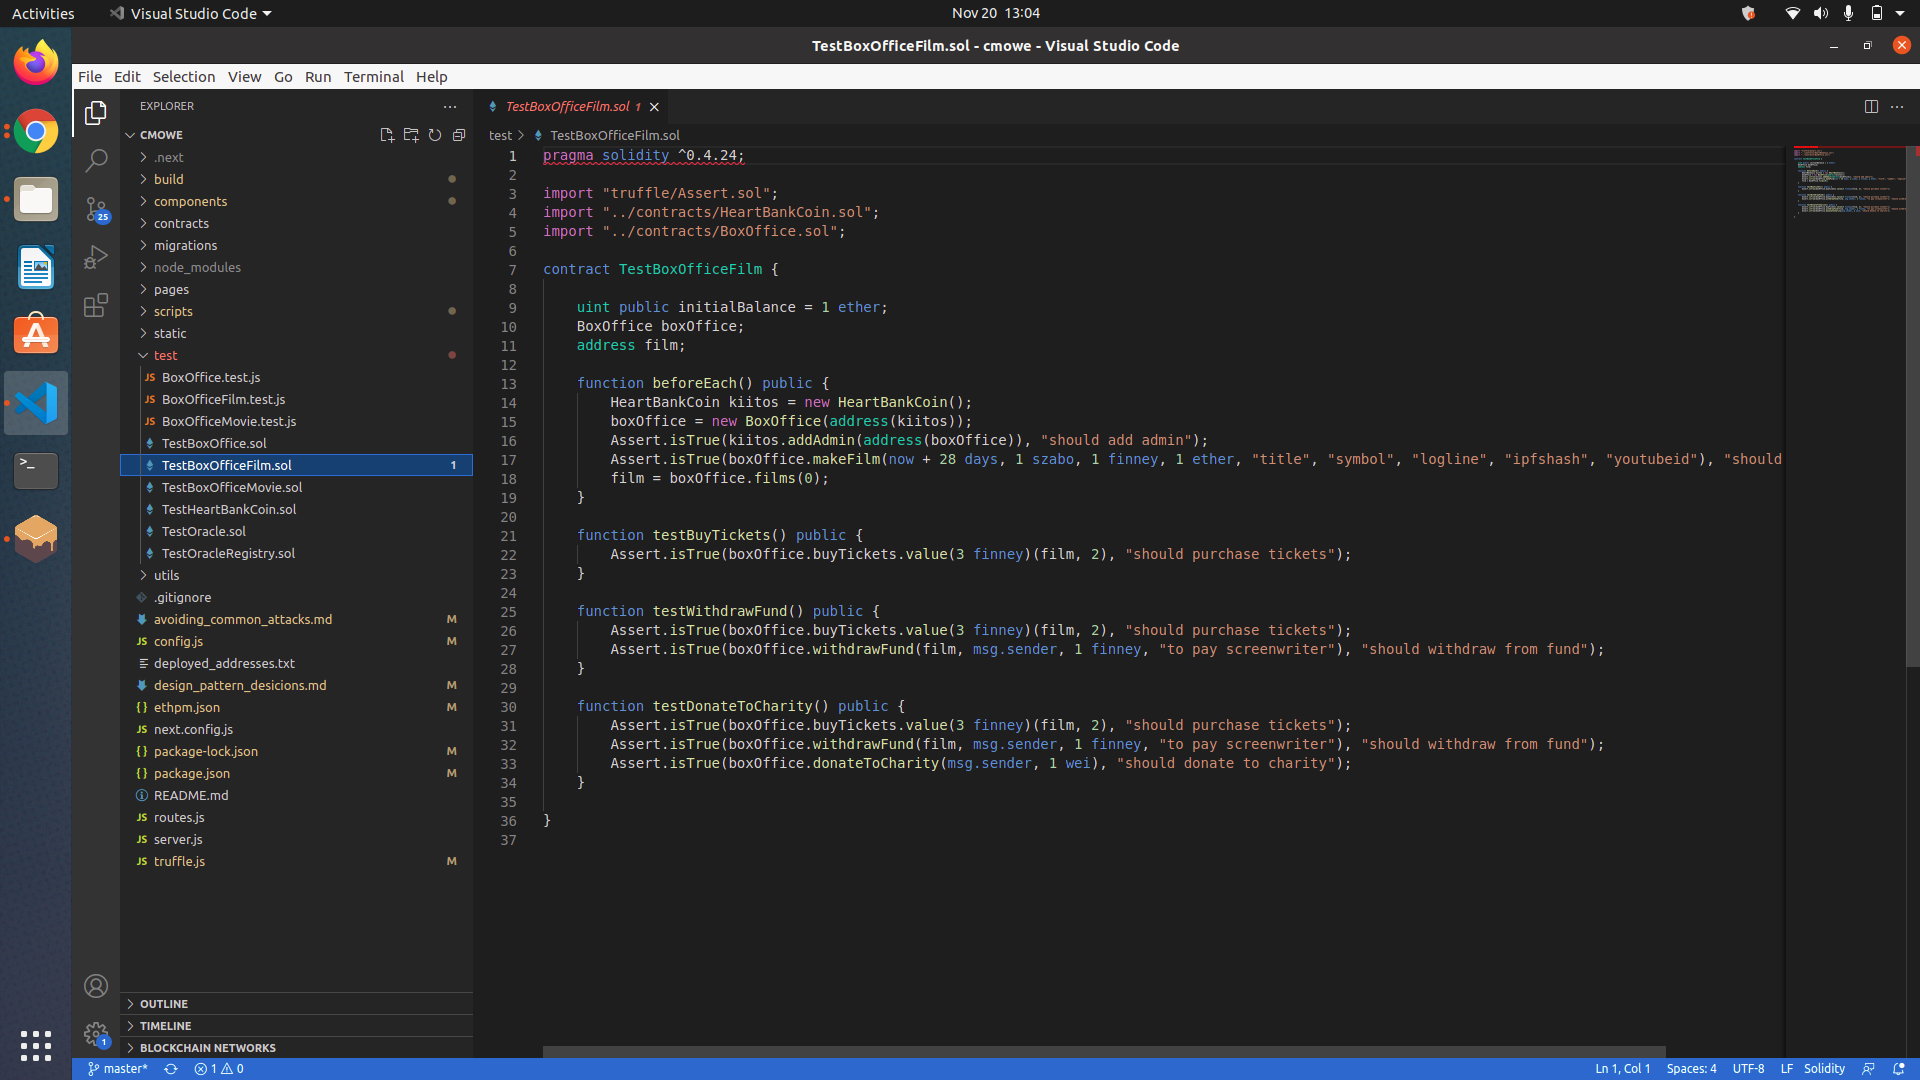 Activities
Visual Studio Code
Nov 20 13:04
TestBoxOfficeFilm.sol - cmowe - Visual Studio Code
File Edit Selection View Go Run Terminal Help
EXPLORER
CMOWE
.next
build
components
contracts
migrations
node_modules
pages
scripts
static
test
JS BoxOffice.test.js
JS BoxOfficeFilm.test.js
JS BoxOfficeMovie.test.js
TestBoxOffice.sol
TestBoxOfficeFilm.sol 1
TestBoxOfficeMovie.sol
TestHeartBankCoin.sol
TestOracle.sol
TestOracleRegistry.sol
utils
.gitignore
avoiding_common_attacks.md M
JS config.js M
deployed_addresses.txt
design_pattern_desicions.md M
{} ethpm.json M
JS next.config.js
{} package-lock.json M
{} package.json M
README.md
JS routes.js
JS server.js
JS truffle.js M
OUTLINE
TIMELINE
BLOCKCHAIN NETWORKS
25
1
TestBoxOfficeFilm.sol 1
test > TestBoxOfficeFilm.sol
1 pragma solidity ^0.4.24;
2
3 import "truffle/Assert.sol";
4 import "../contracts/HeartBankCoin.sol";
5 import "../contracts/BoxOffice.sol";
6
7 contract TestBoxOfficeFilm {
8
9 uint public initialBalance = 1 ether;
10 BoxOffice boxOffice;
11 address film;
12
13 function beforeEach() public {
14 HeartBankCoin kiitos = new HeartBankCoin();
15 boxOffice = new BoxOffice(address(kiitos));
16 Assert.isTrue(kiitos.addAdmin(address(boxOffice)), "should add admin");
17 Assert.isTrue(boxOffice.makeFilm(now + 28 days, 1 szabo, 1 finney, 1 ether, "title", "symbol", "logline", "ipfshash", "youtubeid"), "should
18 film = boxOffice.films(0);
19 }
20
21 function testBuyTickets() public {
22 Assert.isTrue(boxOffice.buyTickets.value(3 finney)(film, 2), "should purchase tickets");
23 }
24
25 function testWithdrawFund() public {
26 Assert.isTrue(boxOffice.buyTickets.value(3 finney)(film, 2), "should purchase tickets");
27 Assert.isTrue(boxOffice.withdrawFund(film, msg.sender, 1 finney, "to pay screenwriter"), "should withdraw from fund");
28 }
29
30 function testDonateToCharity() public {
31 Assert.isTrue(boxOffice.buyTickets.value(3 finney)(film, 2), "should purchase tickets");
32 Assert.isTrue(boxOffice.withdrawFund(film, msg.sender, 1 finney, "to pay screenwriter"), "should withdraw from fund");
33 Assert.isTrue(boxOffice.donateToCharity(msg.sender, 1 wei), "should donate to charity");
34 }
35
36 }
37
master* 1 0
Ln 1, Col 1 Spaces: 4 UTF-8 LF Solidity